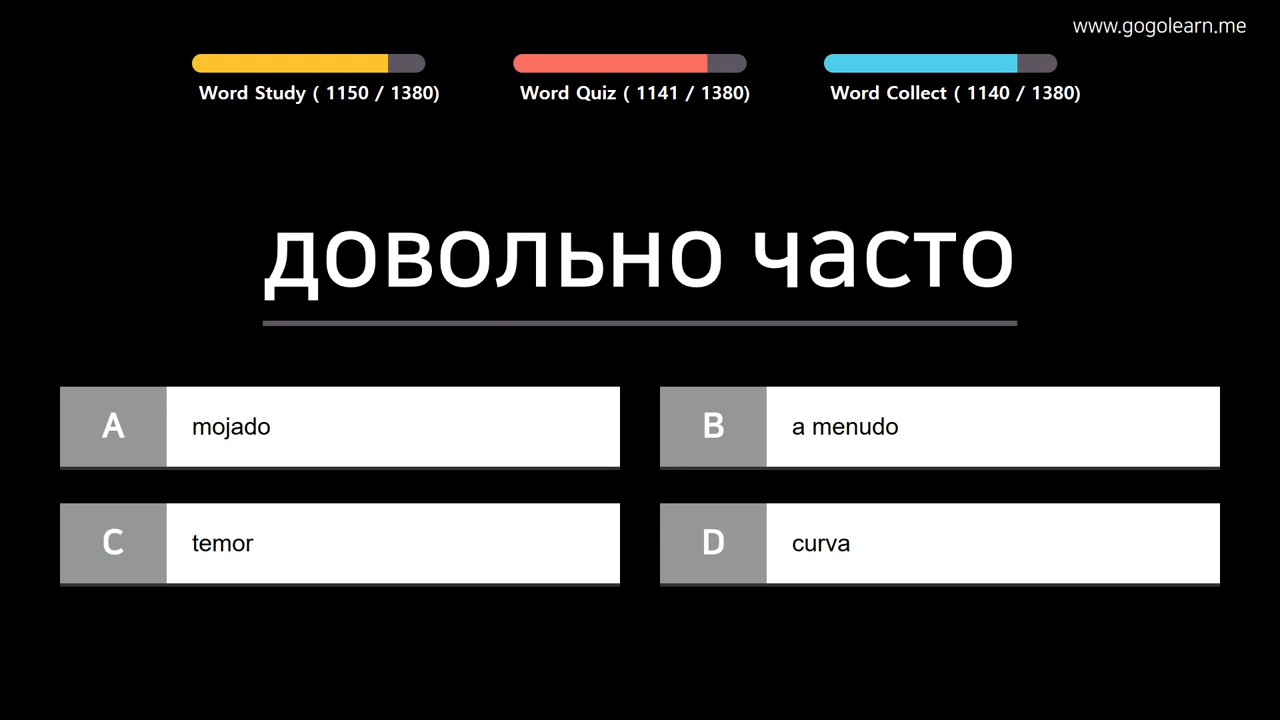 www.gogolearn.me
Word Study ( 1150 / 1380)
Word Quiz ( 1141 / 1380)
Word Collect ( 1140 / 1380)
довольно часто
A mojado
B a menudo
C temor
D curva